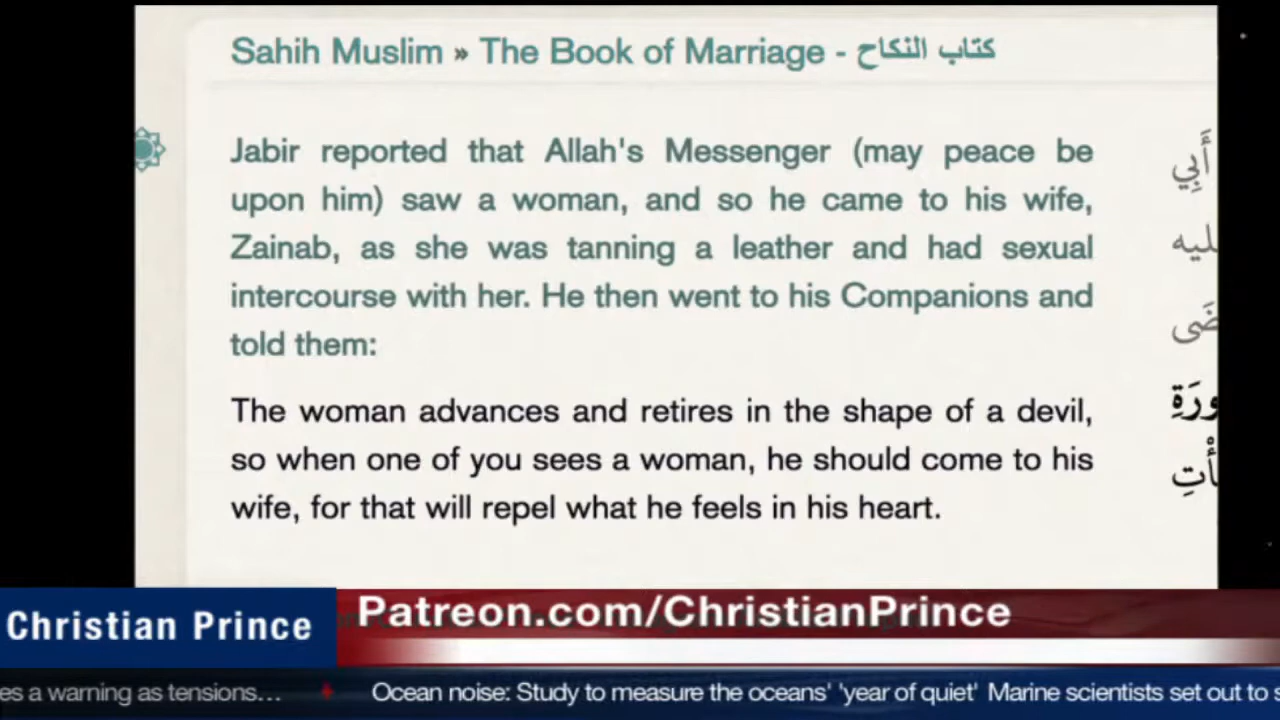 Sahih Muslim » The Book of Marriage - كتاب النكاح
Jabir reported that Allah's Messenger (may peace be
upon him) saw a woman, and so he came to his wife,
Zainab, as she was tanning a leather and had sexual
intercourse with her. He then went to his Companions and
told them:
The woman advances and retires in the shape of a devil,
so when one of you sees a woman, he should come to his
wife, for that will repel what he feels in his heart.
أَبِي
Christian Prince
Patreon.com/ChristianPrince
es a warning as tensions... Ocean noise: Study to measure the oceans' 'year of quiet' Marine scientists set out to s